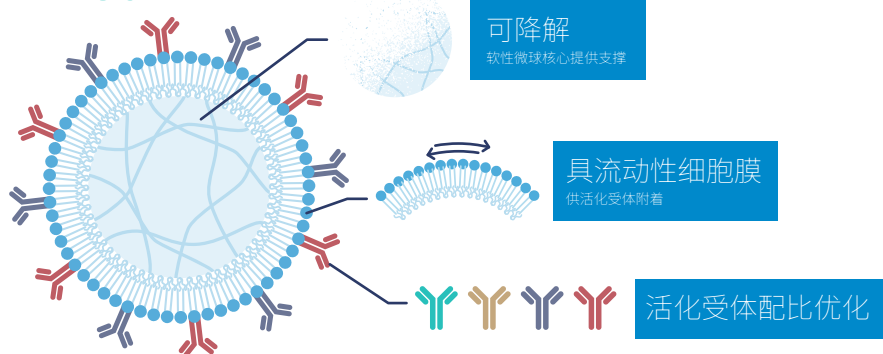 可降解
软性微球核心提供支撑
具流动性细胞膜
供活化受体附着
活化受体配比优化